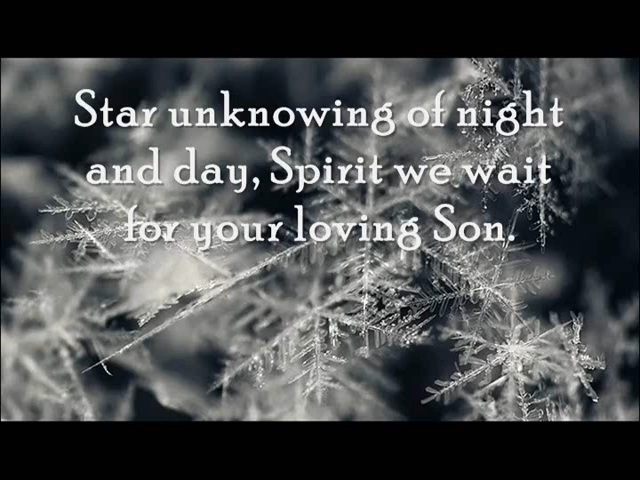 Star unknowing of night
and day, Spirit we wait
for your loving Son.